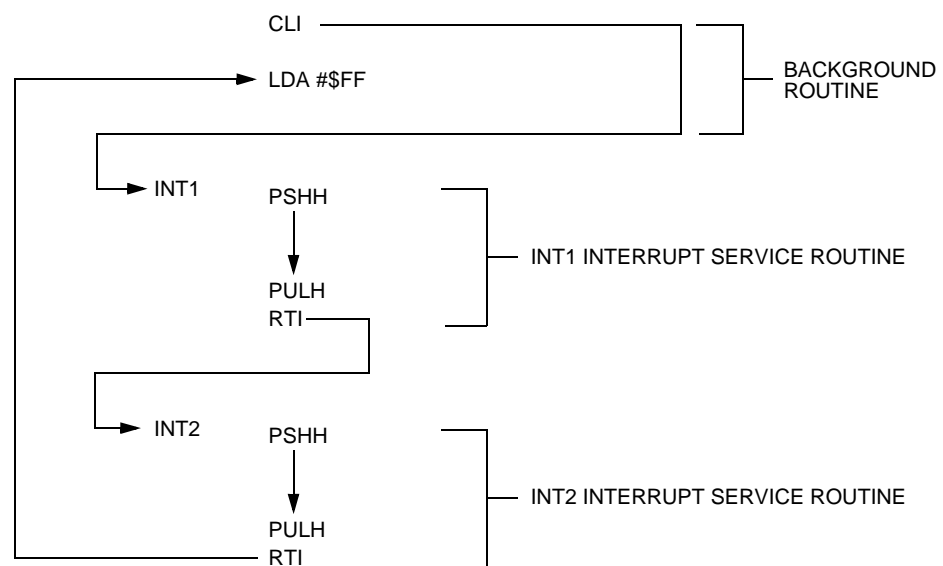 CLI
LDA #$FF
BACKGROUND
ROUTINE
INT1
PSHH
INT1 INTERRUPT SERVICE ROUTINE
PULH
RTI
INT2
PSHH
INT2 INTERRUPT SERVICE ROUTINE
PULH
RTI